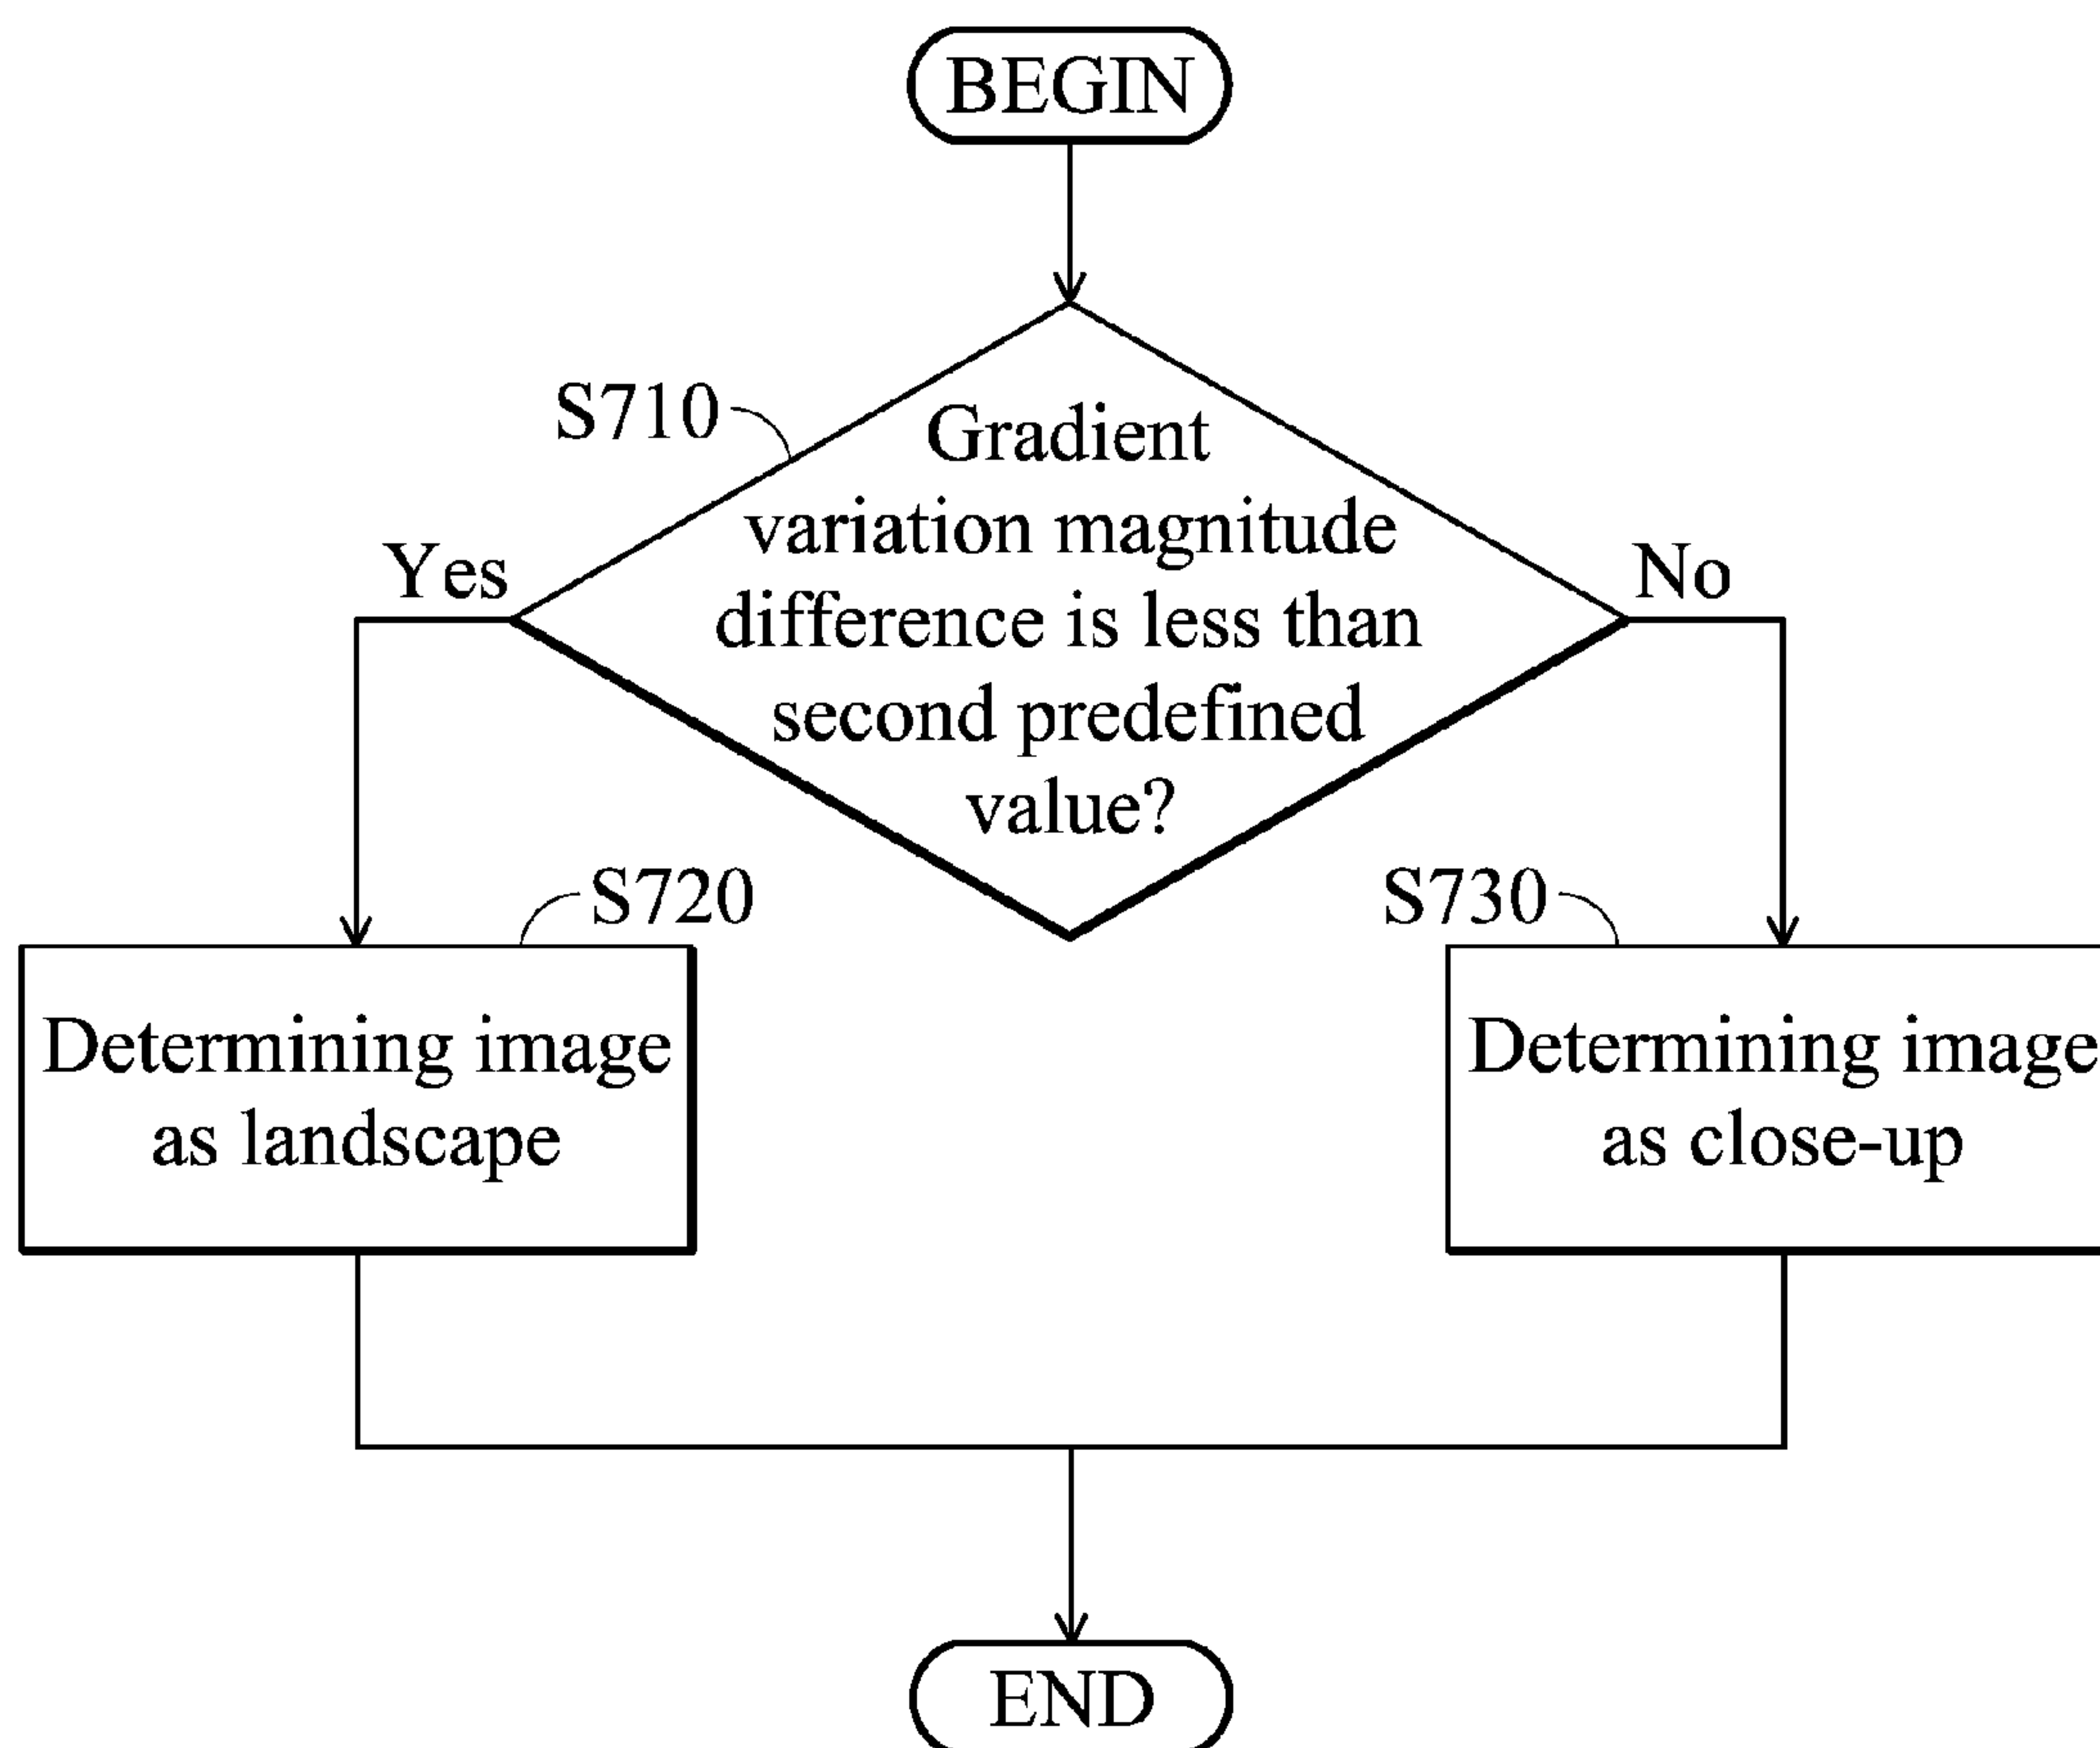 BEGIN
S710
Gradient
variation magnitude
difference is less than
second predefined
value?
Yes
No
S720
S730
Determining image
as landscape
Determining image
as close-up
END